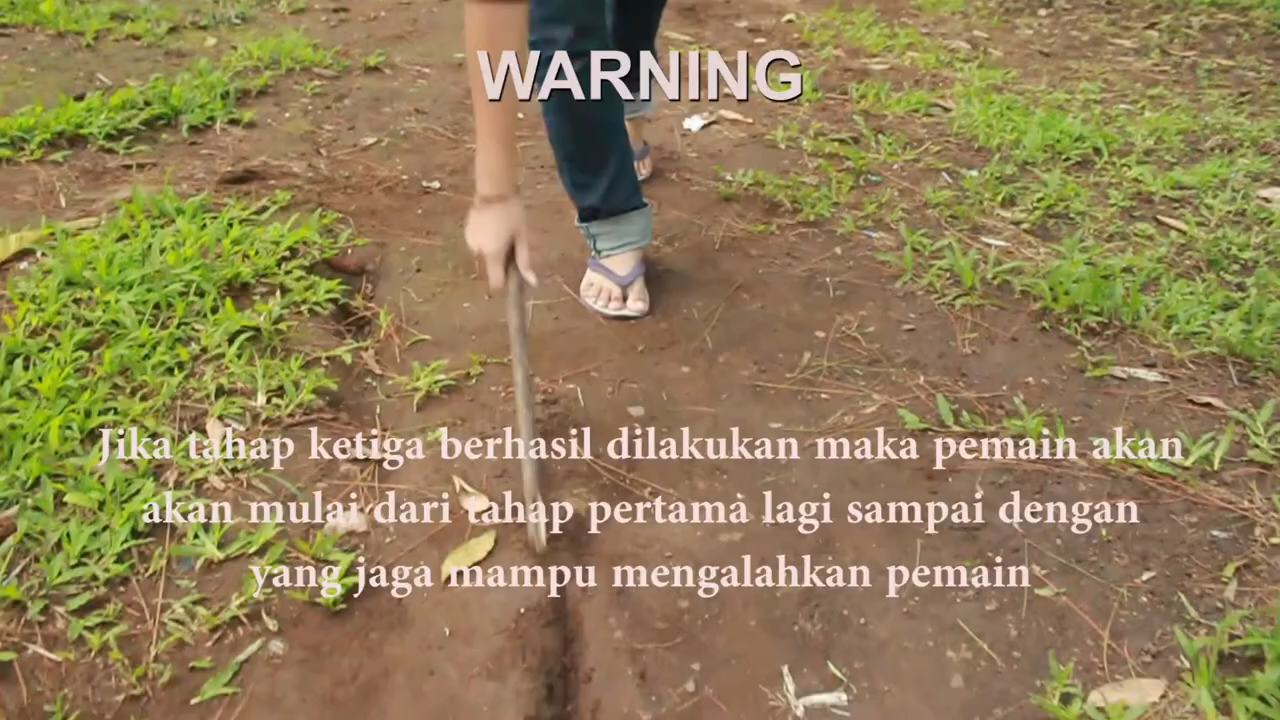 WARNING
Jika tahap ketiga berhasil dilakukan maka pemain akan
akan mulai dari tahap pertama lagi sampai dengan
yang jaga mampu mengalahkan pemain